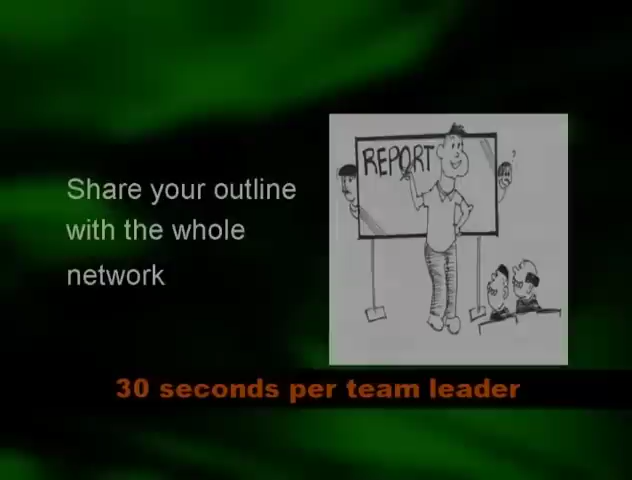 Share your outline
with the whole
network
REPORT
?
30 seconds per team leader